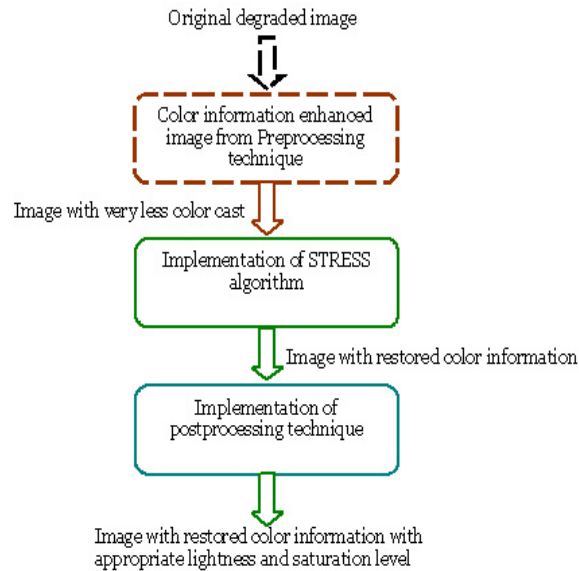 Original degraded image
Color information enhanced
image from Preprocessing
technique
Image with very less color cast
Implementation of STRESS
algorithm
Image with restored color information
Implementation of
postprocessing technique
Image with restored color information with
appropriate lightness and saturation level